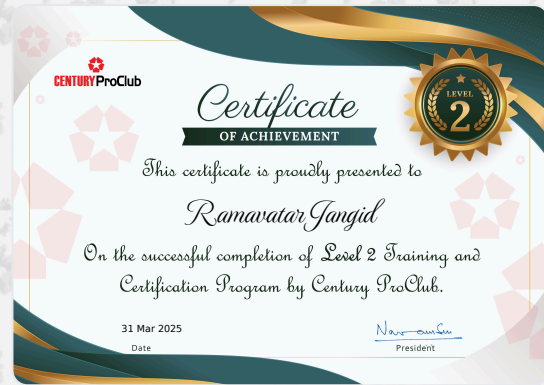 CENTURY ProClub
LEVEL
2
Certificate
OF ACHIEVEMENT
This certificate is proudly presented to
Ramavatar Jangid
On the successful completion of Level 2 Training and
Certification Program by Century ProClub.
31 Mar 2025
Date
President